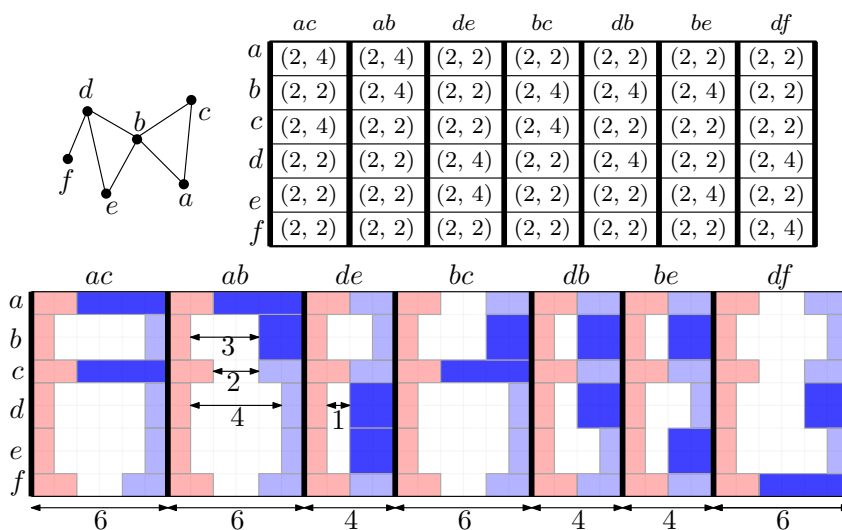 ac ab de bc db be df
a (2, 4) (2, 4) (2, 2) (2, 2) (2, 2) (2, 2) (2, 2)
b (2, 2) (2, 4) (2, 2) (2, 4) (2, 4) (2, 4) (2, 2)
c (2, 4) (2, 2) (2, 2) (2, 4) (2, 2) (2, 2) (2, 2)
d (2, 2) (2, 2) (2, 4) (2, 2) (2, 4) (2, 2) (2, 4)
e (2, 2) (2, 2) (2, 4) (2, 2) (2, 2) (2, 4) (2, 2)
f (2, 2) (2, 2) (2, 2) (2, 2) (2, 2) (2, 2) (2, 4)
d
c
b
f
e
a
ac ab de bc db be df
a
b
3
c
2
d
4 1
e
f
6 6 4 6 4 4 6